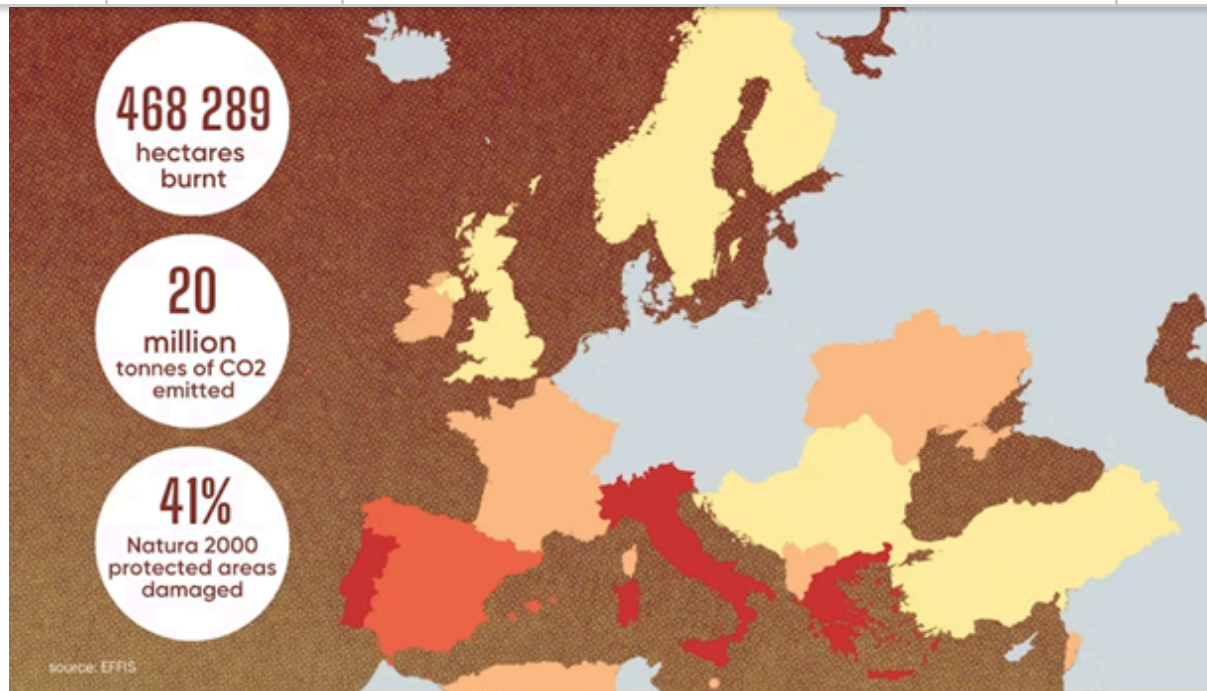 468 289
hectares
burnt
20
million
tonnes of CO2
emitted
41%
Natura 2000
protected areas
damaged
source: EFFIS